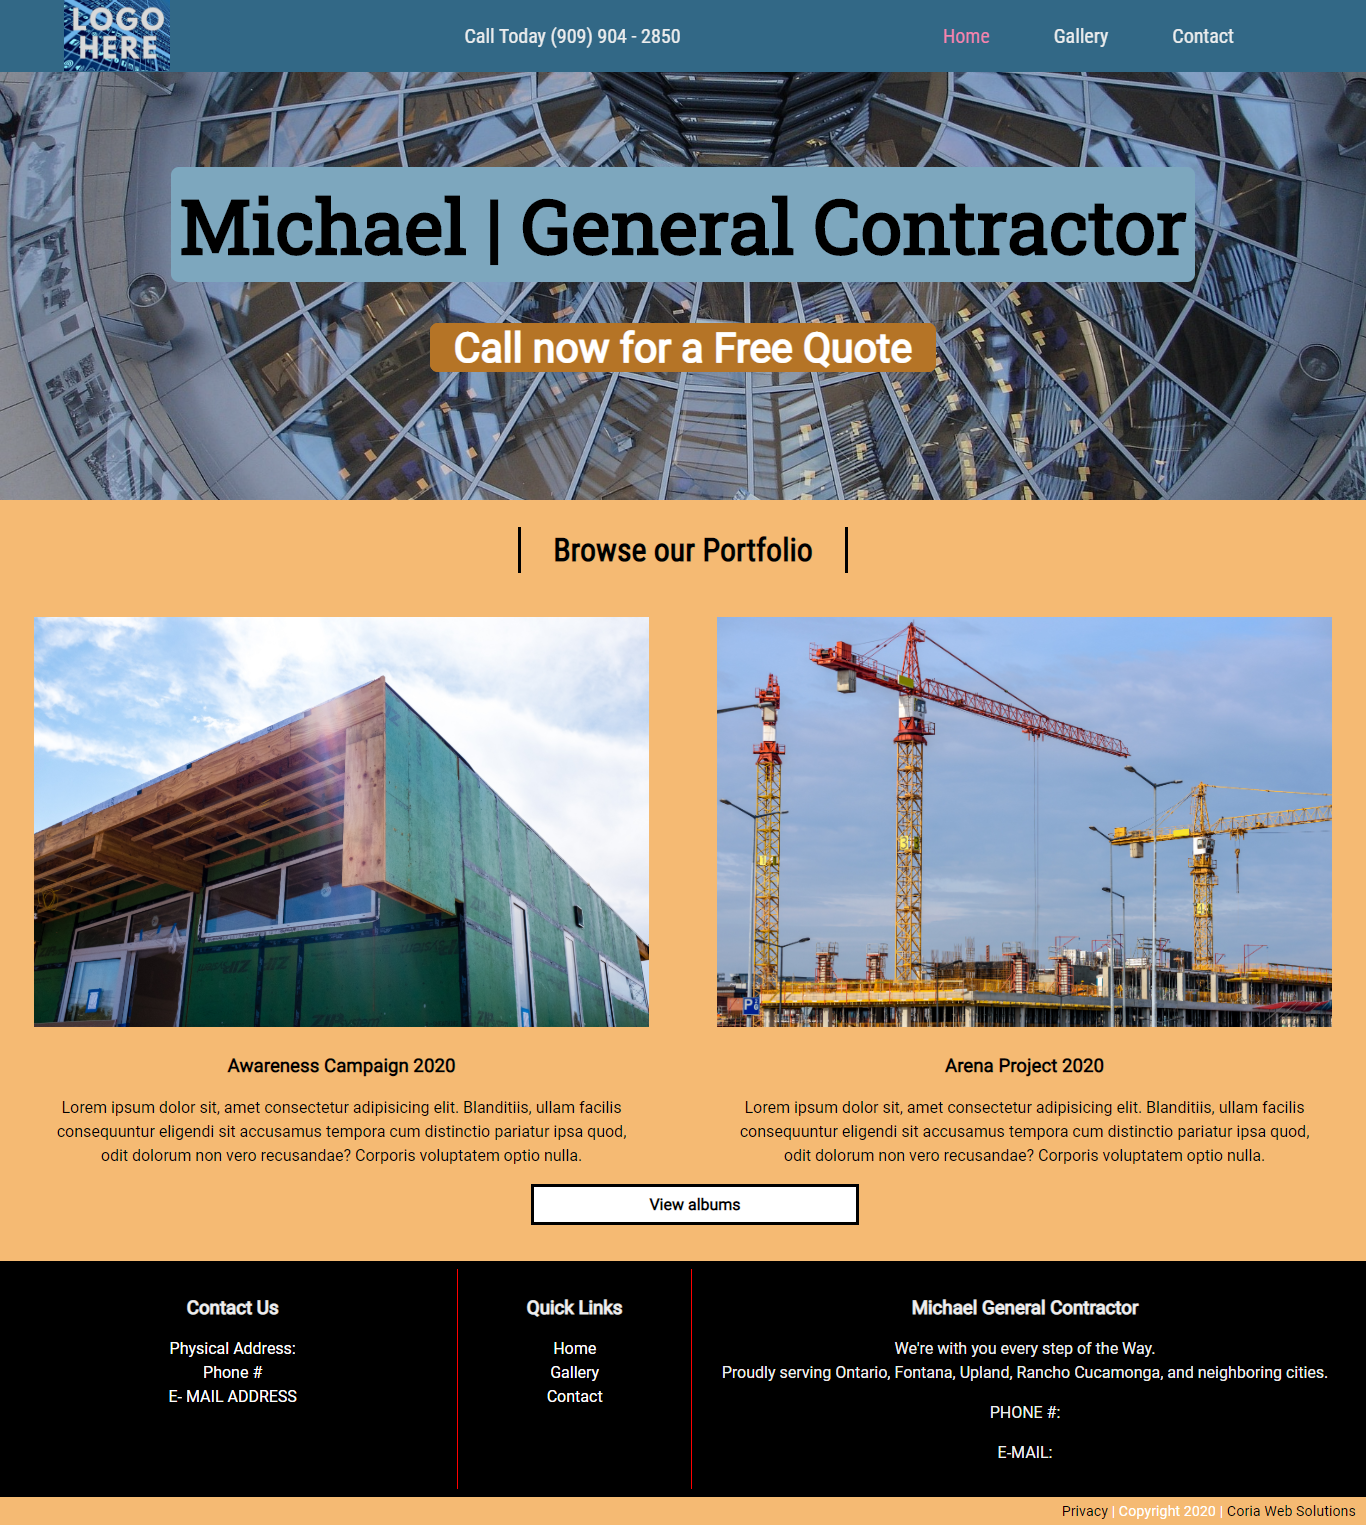 LOGO
HERE
Call Today (909) 904 - 2850
Home
Gallery
Contact
Michael | General Contractor
Call now for a Free Quote
Browse our Portfolio
Awareness Campaign 2020
Lorem ipsum dolor sit, amet consectetur adipisicing elit. Blanditiis, ullam facilis
consequuntur eligendi sit accusamus tempora cum distinctio pariatur ipsa quod,
odit dolorum non vero recusandae? Corporis voluptatem optio nulla.
Arena Project 2020
Lorem ipsum dolor sit, amet consectetur adipisicing elit. Blanditiis, ullam facilis
consequuntur eligendi sit accusamus tempora cum distinctio pariatur ipsa quod,
odit dolorum non vero recusandae? Corporis voluptatem optio nulla.
View albums
Contact Us
Physical Address:
Phone #
E- MAIL ADDRESS
Quick Links
Home
Gallery
Contact
Michael General Contractor
We're with you every step of the Way.
Proudly serving Ontario, Fontana, Upland, Rancho Cucamonga, and neighboring cities.
PHONE #:
E-MAIL:
Privacy | Copyright 2020 | Coria Web Solutions